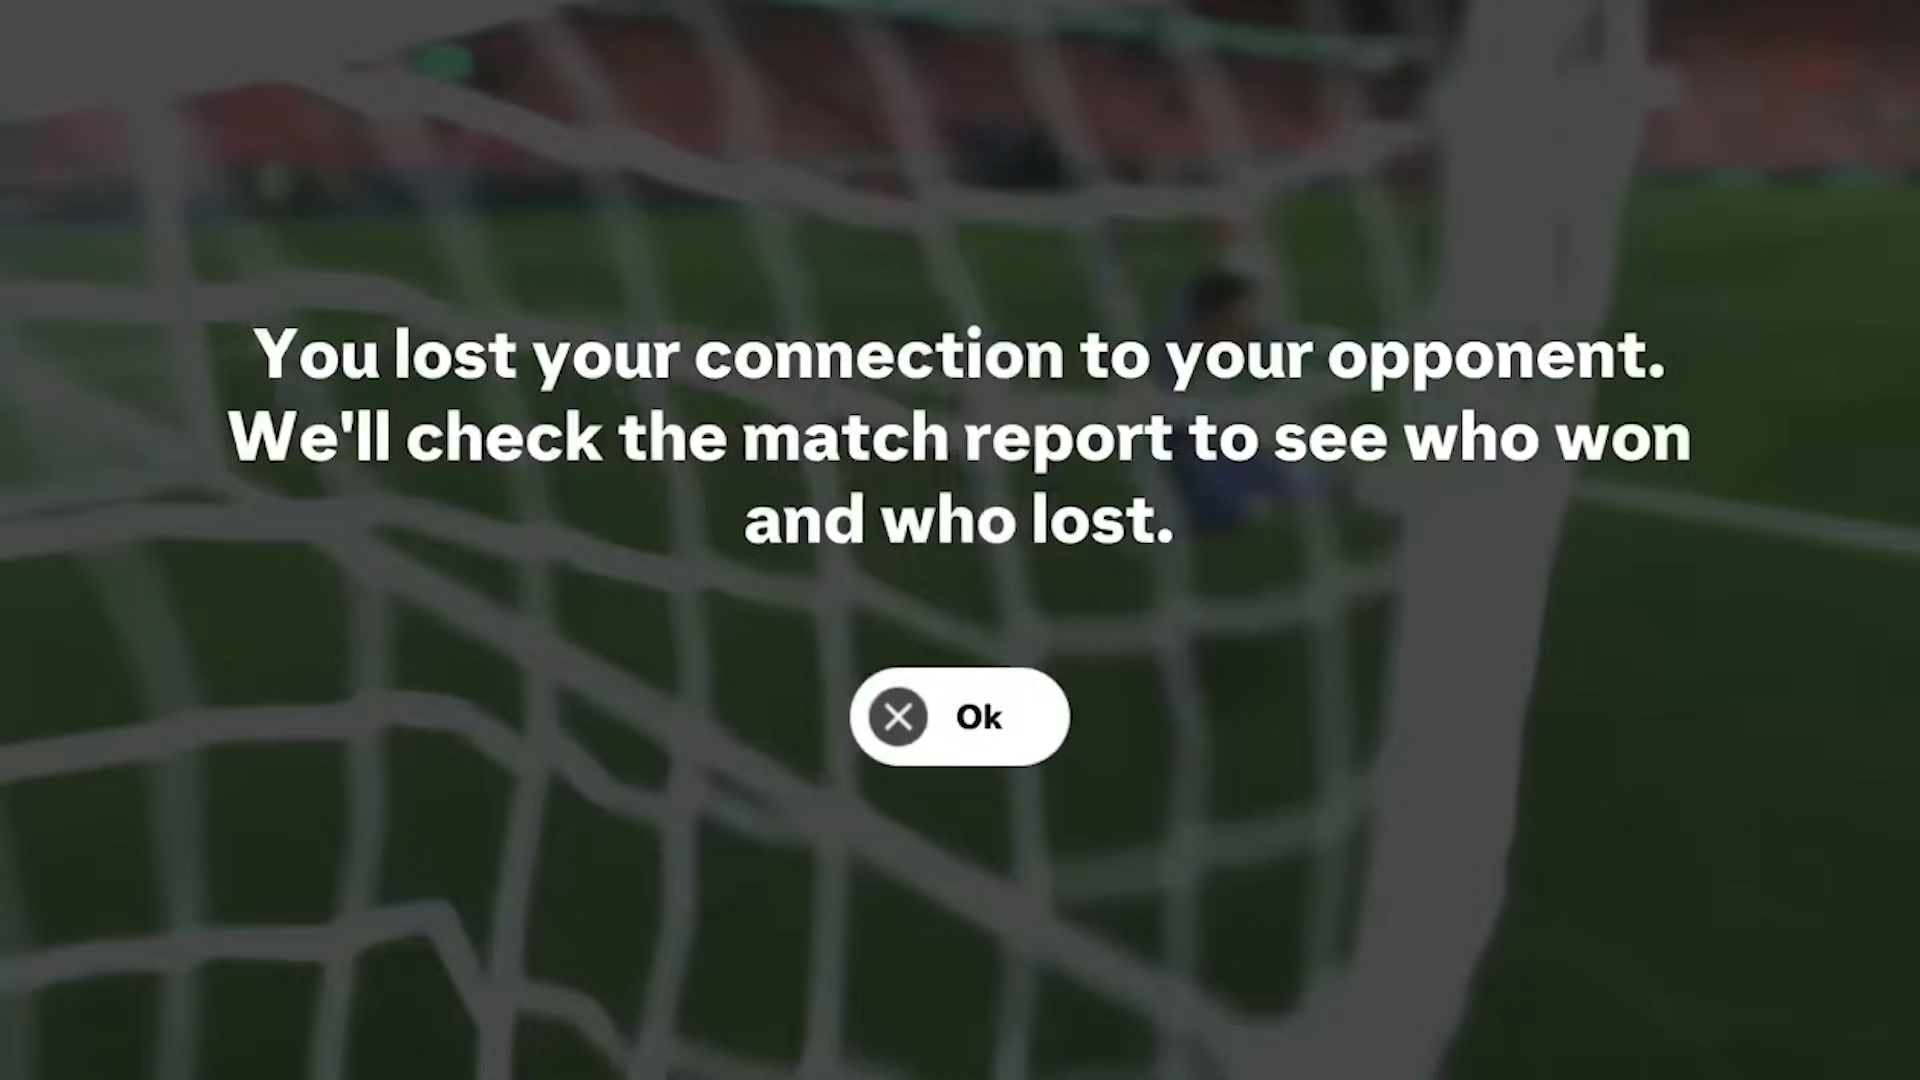 You lost your connection to your opponent.
We'll check the match report to see who won
and who lost.
Ok